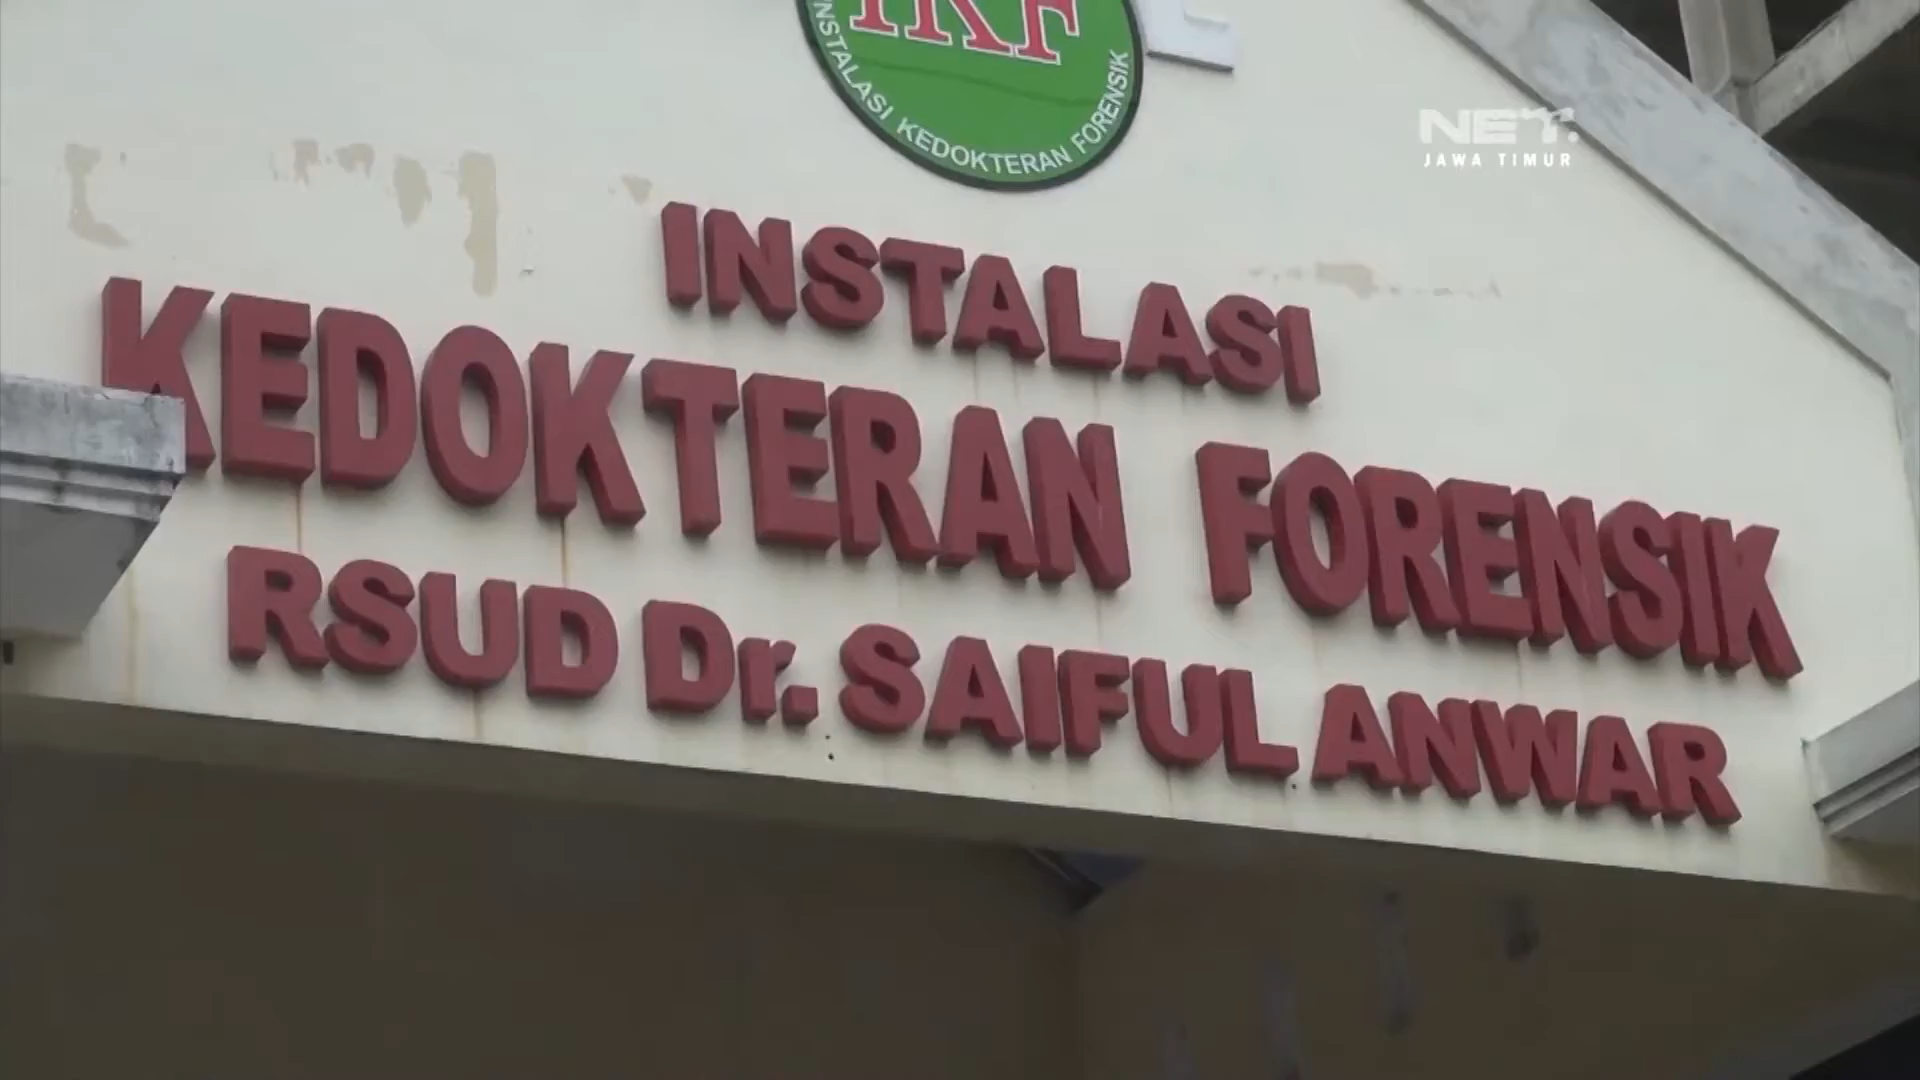 IKF
INSTALASI KEDOKTERAN FORENSIK
NET.
JAWA TIMUR
INSTALASI
KEDOKTERAN FORENSIK
RSUD Dr. SAIFUL ANWAR